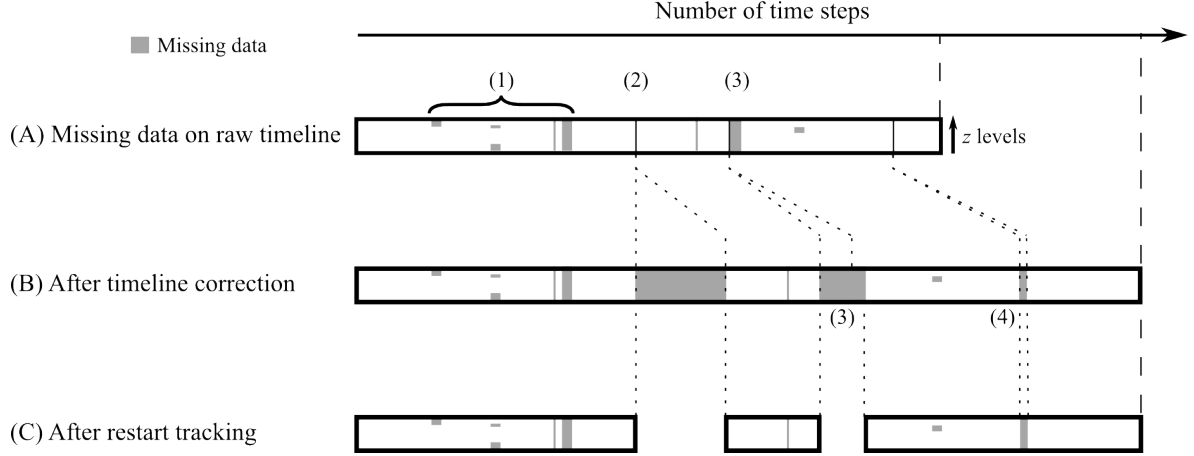 Number of time steps
Missing data
(1) (2) (3)
(A) Missing data on raw timeline
z levels
(B) After timeline correction
(3) (4)
(C) After restart tracking